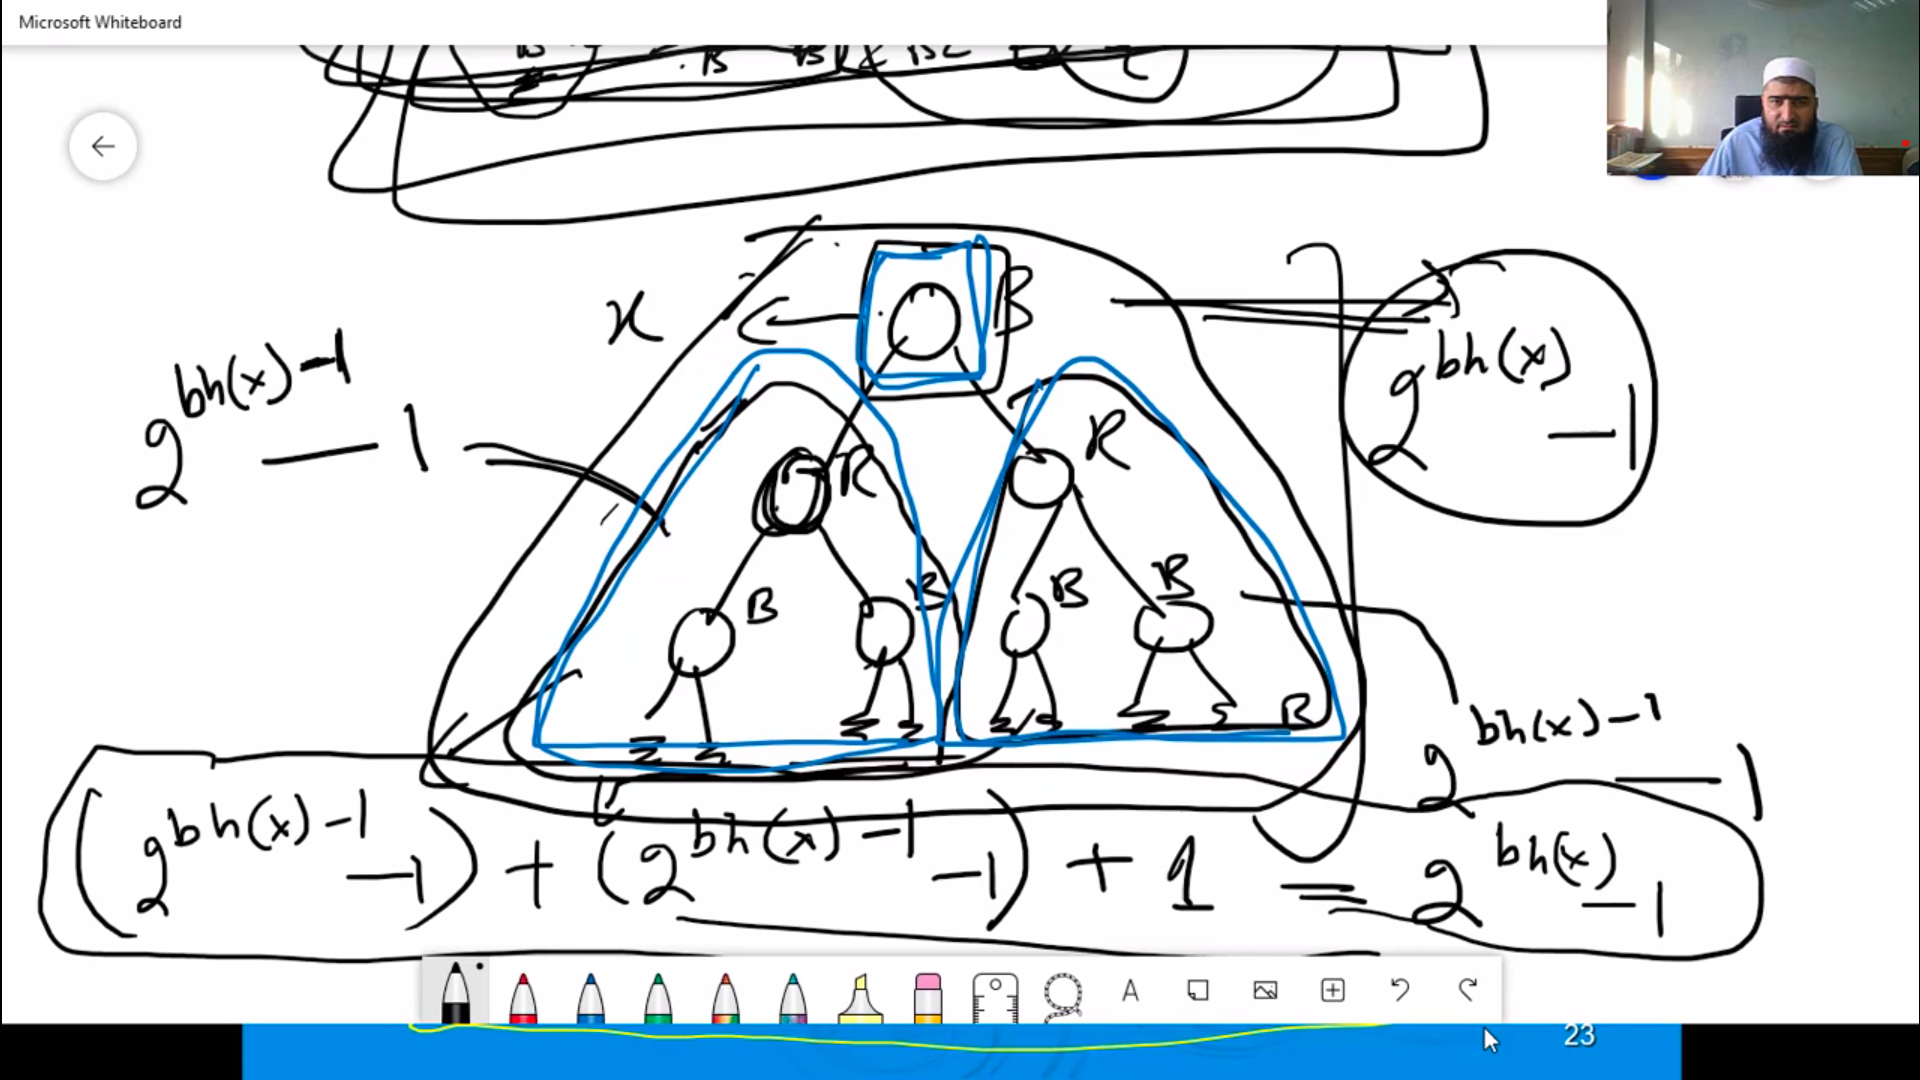 Microsoft Whiteboard
B B BL
x B
2^{bh(x)} - 1
2^{bh(x)-1} - 1
R R
B B B B
B
2^{bh(x)-1} - 1
(2^{bh(x)-1} - 1) + (2^{bh(x)-1} - 1) + 1 = 2^{bh(x)} - 1
A
23